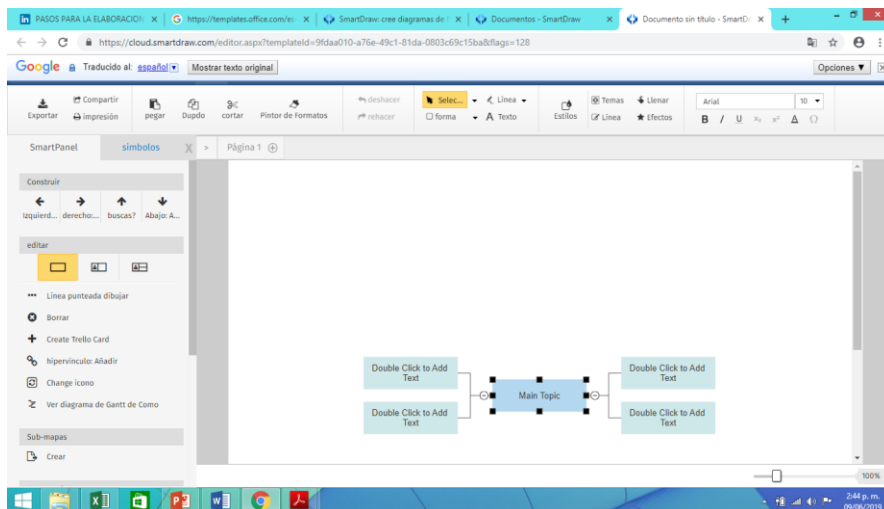 PASOS PARA LA ELABORACION
https://templates.office.com/es
SmartDraw: cree diagramas de
Documentos - SmartDraw
Documento sin título - SmartDr
https://cloud.smartdraw.com/editor.aspx?templateId=9fdaa010-a76e-49c1-81da-0803c69c15ba&flags=128
Google Traducido al: español Mostrar texto original Opciones ▼
Exportar
Compartir
impresión
pegar
Dupdo
cortar
Pintor de Formatos
deshacer
rehacer
Selec...
forma
Línea
A Texto
Estilos
Temas
Línea
Llenar
Efectos
Arial 10
B I U x₂ x² A
SmartPanel símbolos X > Página 1
Construir
Izquierd... derecho:... buscas? Abajo: A...
editar
Línea punteada dibujar
Borrar
Create Trello Card
hipervínculo: Añadir
Change icono
Ver diagrama de Gantt de Como
Sub-mapas
Crear
Double Click to Add
Text
Double Click to Add
Text
Main Topic
Double Click to Add
Text
Double Click to Add
Text
100%
2:44 p. m.
09/06/2019